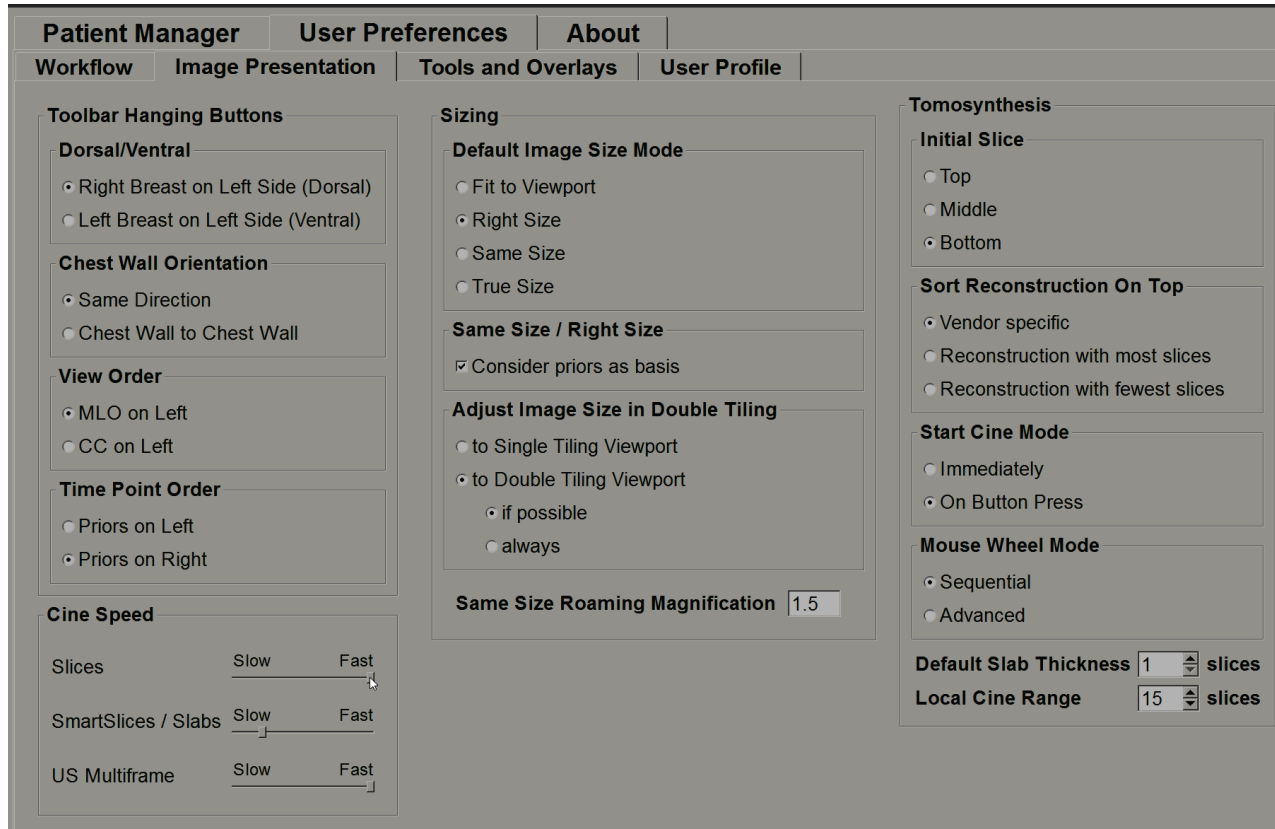 Patient Manager User Preferences About
Workflow Image Presentation Tools and Overlays User Profile
Toolbar Hanging Buttons
Dorsal/Ventral
Right Breast on Left Side (Dorsal)
Left Breast on Left Side (Ventral)
Chest Wall Orientation
Same Direction
Chest Wall to Chest Wall
View Order
MLO on Left
CC on Left
Time Point Order
Priors on Left
Priors on Right
Cine Speed
Slices Slow Fast
SmartSlices / Slabs Slow Fast
US Multiframe Slow Fast
Sizing
Default Image Size Mode
Fit to Viewport
Right Size
Same Size
True Size
Same Size / Right Size
Consider priors as basis
Adjust Image Size in Double Tiling
to Single Tiling Viewport
to Double Tiling Viewport
if possible
always
Same Size Roaming Magnification 1.5
Tomosynthesis
Initial Slice
Top
Middle
Bottom
Sort Reconstruction On Top
Vendor specific
Reconstruction with most slices
Reconstruction with fewest slices
Start Cine Mode
Immediately
On Button Press
Mouse Wheel Mode
Sequential
Advanced
Default Slab Thickness 1 slices
Local Cine Range 15 slices